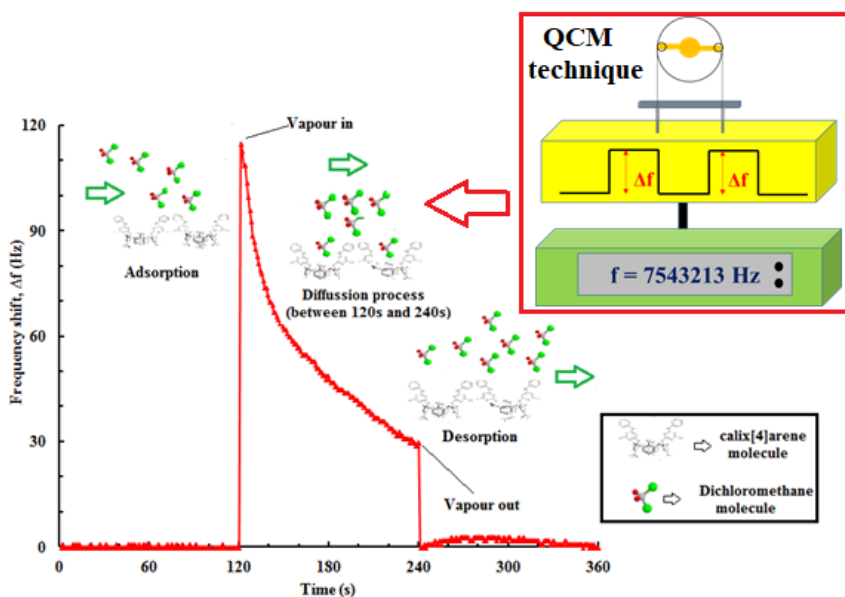 QCM
technique
Δf
Δf
f = 7543213 Hz
Vapour in
Adsorption
Diffussion process
(between 120s and 240s)
Desorption
Vapour out
calix[4]arene
molecule
Dichloromethane
molecule
Frequency shift, Δf (Hz)
120
90
60
30
0
0
60
120
180
240
300
360
Time (s)